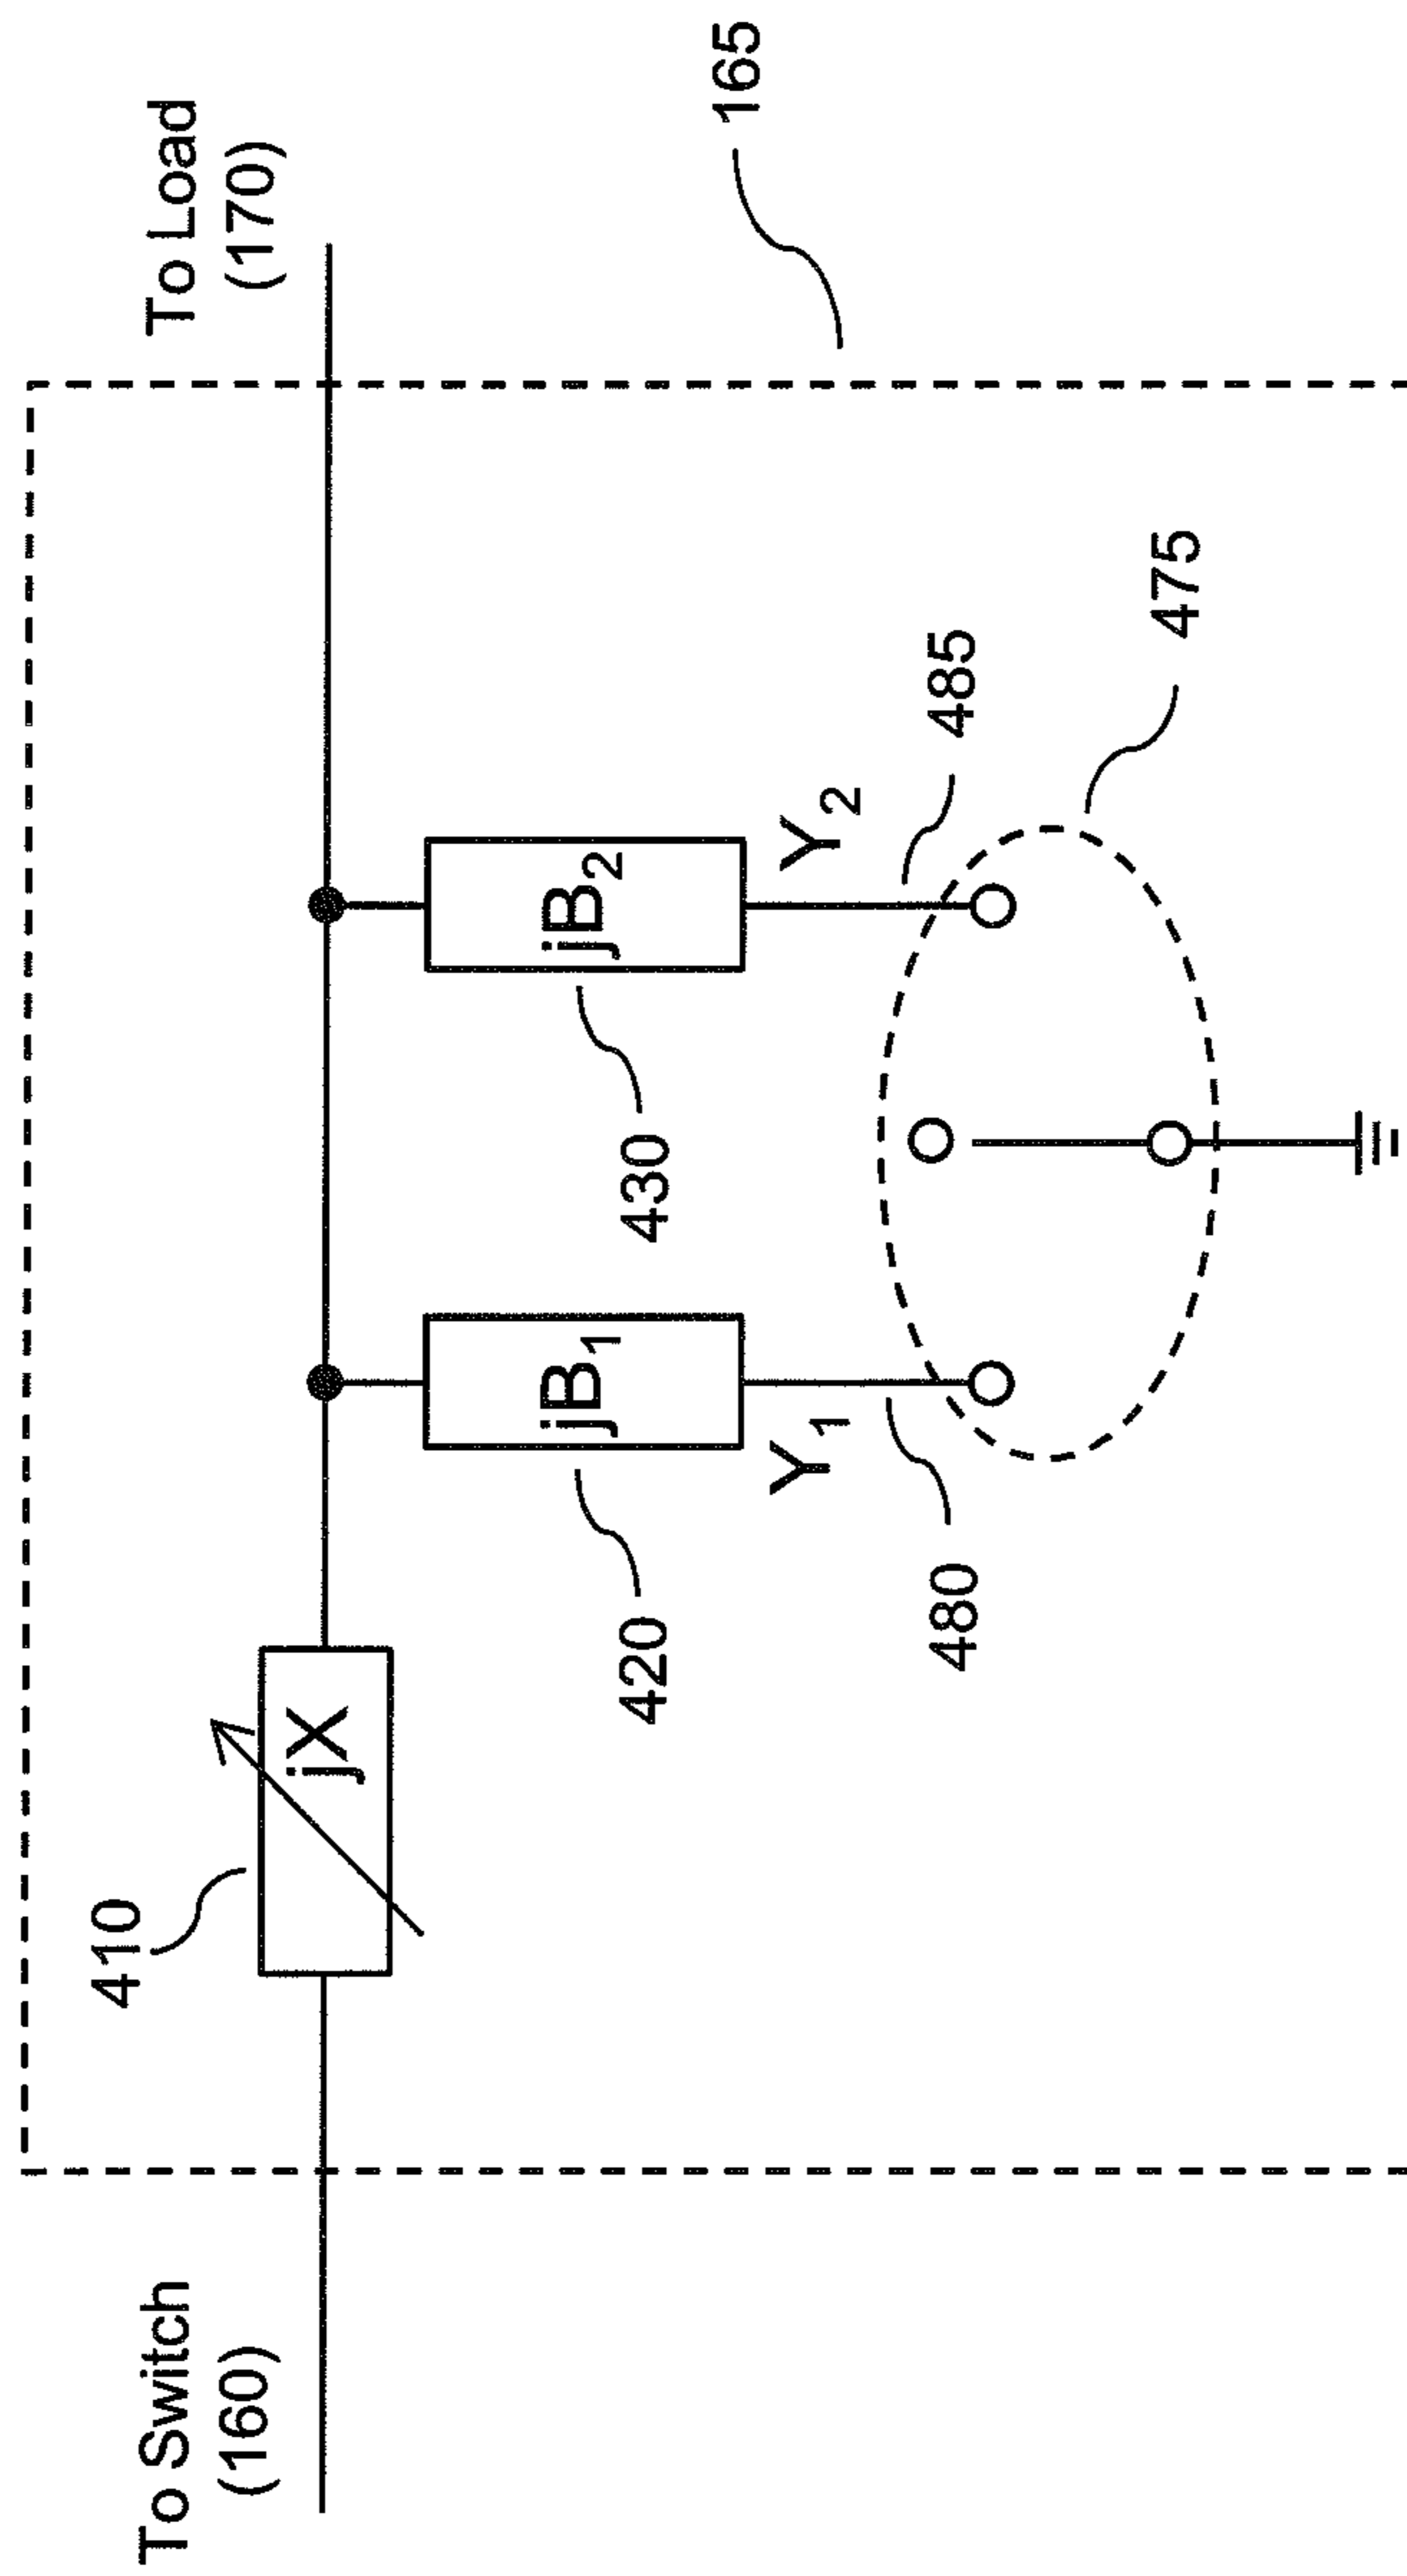 To Switch
(160)
To Load
(170)
410
jX
165
jB1
jB2
420
430
Y1
Y2
480
485
475